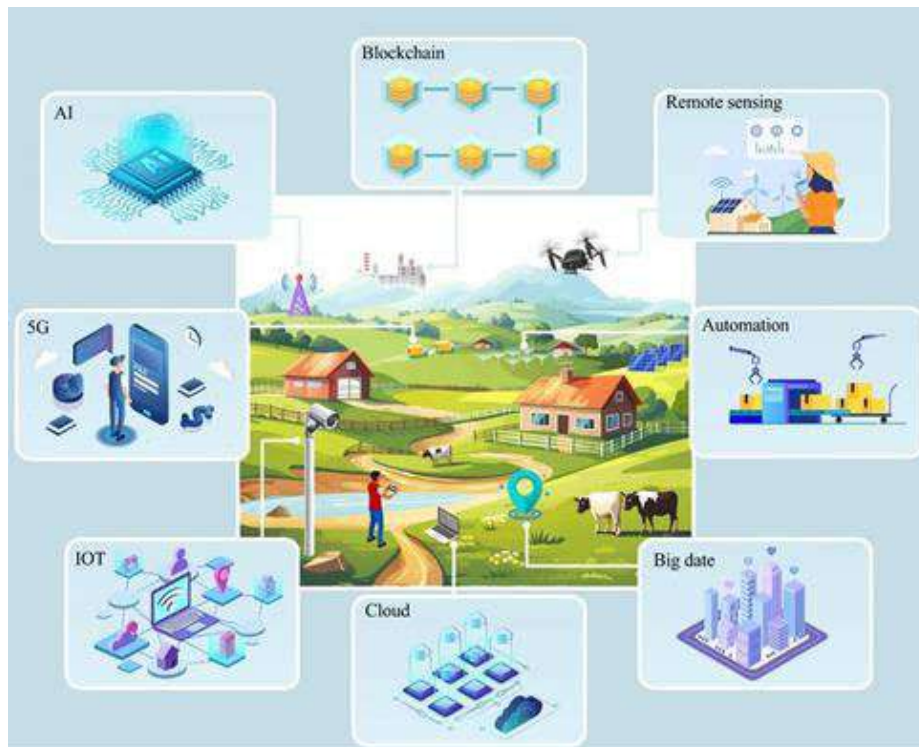 Blockchain
AI
Remote sensing
5G
Automation
IOT
Big date
Cloud